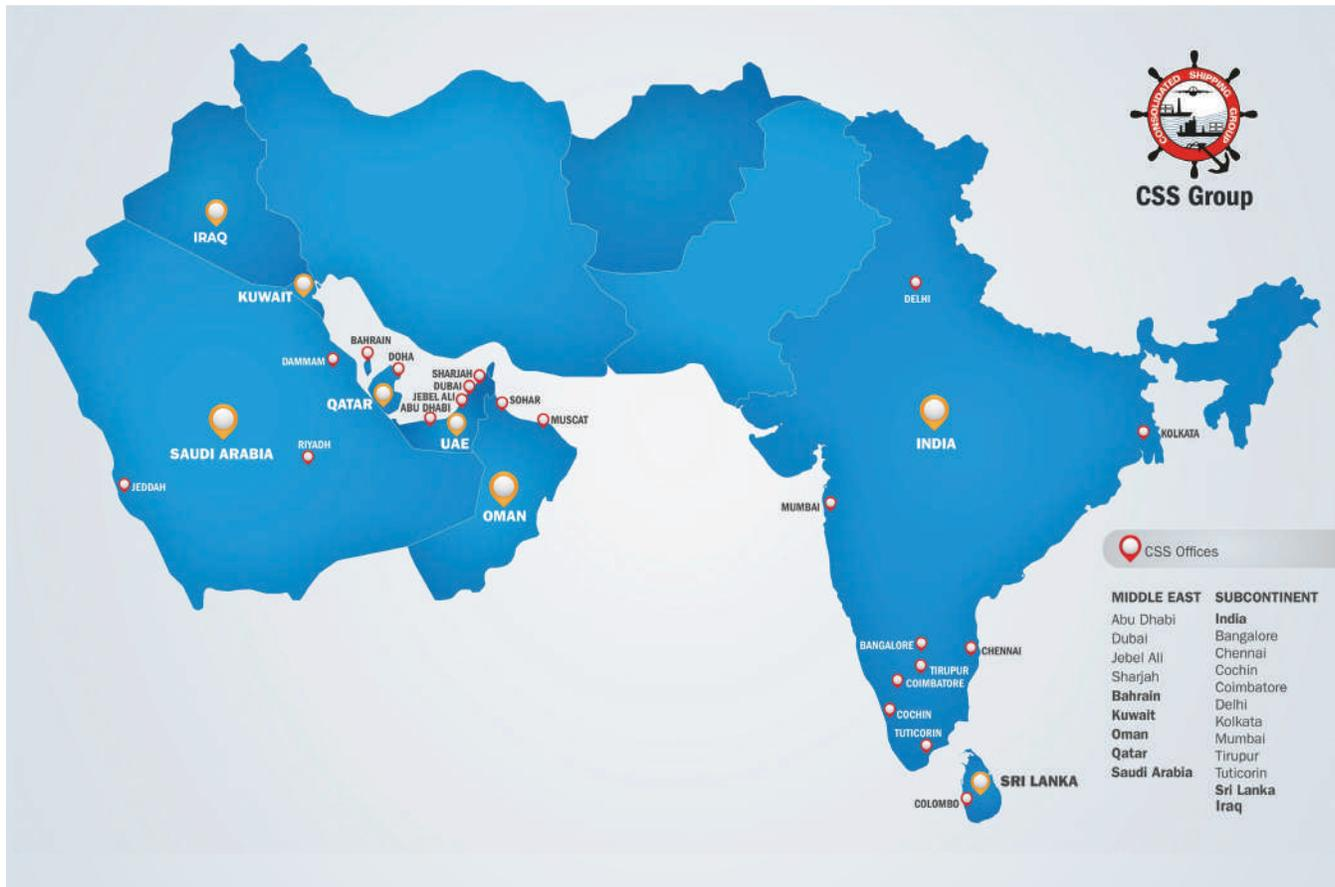 CONSOLIDATED SHIPPING GROUP
CSS Group
IRAQ
KUWAIT
DELHI
BAHRAIN
DOHA
DAMMAM
SHARJAH
DUBAI
JEBEL ALI
ABU DHABI
QATAR
SOHAR
MUSCAT
UAE
SAUDI ARABIA
RIYADH
JEDDAH
OMAN
INDIA
KOLKATA
MUMBAI
BANGALORE
CHENNAI
TIRUPUR
COIMBATORE
COCHIN
TUTICORIN
SRI LANKA
COLOMBO
CSS Offices
MIDDLE EAST
Abu Dhabi
Dubai
Jebel Ali
Sharjah
Bahrain
Kuwait
Oman
Qatar
Saudi Arabia
SUBCONTINENT
India
Bangalore
Chennai
Cochin
Coimbatore
Delhi
Kolkata
Mumbai
Tirupur
Tuticorin
Sri Lanka
Iraq